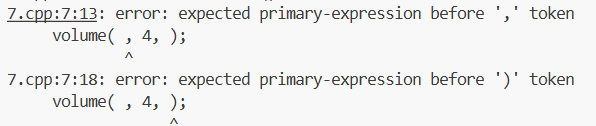 7.cpp:7:13: error: expected primary-expression before ',' token
volume( , 4, );
^
7.cpp:7:18: error: expected primary-expression before ')' token
volume( , 4, );
^